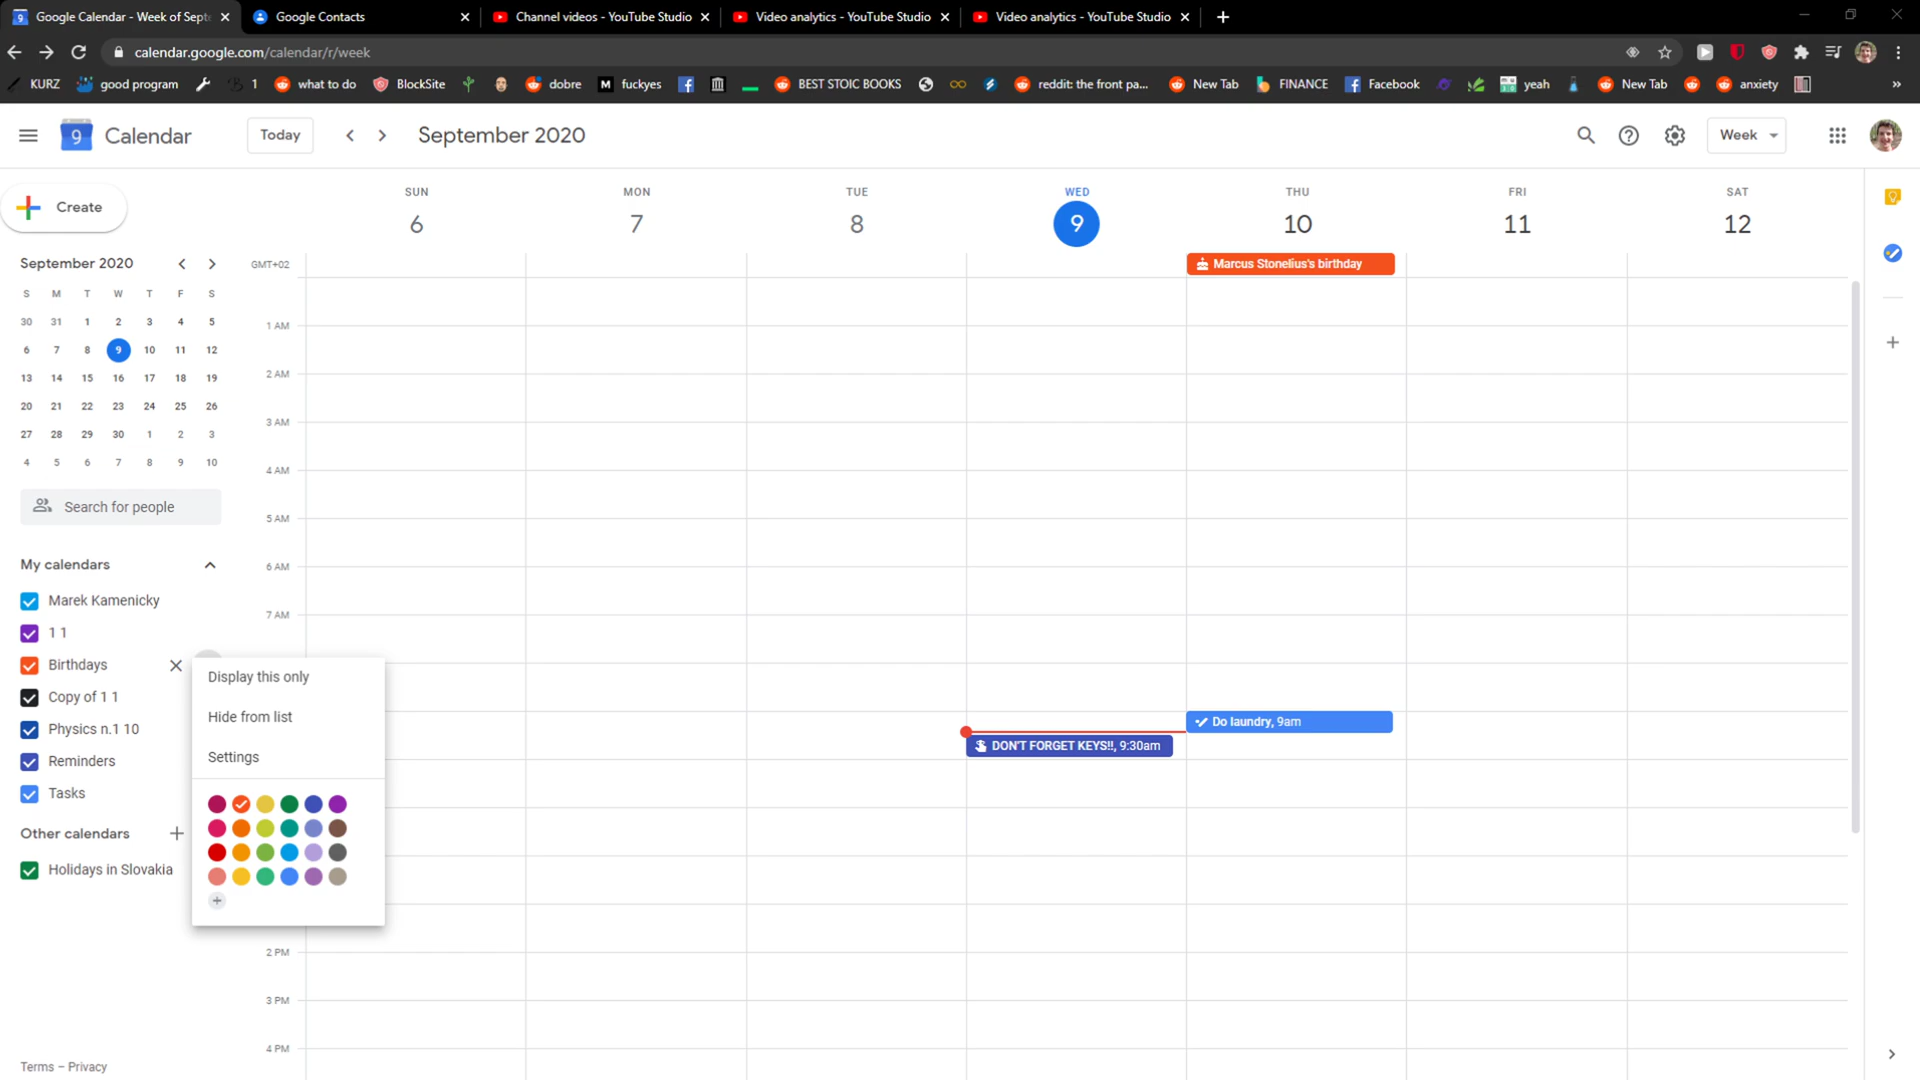 Google Calendar - Week of Septe
Google Contacts
Channel videos - YouTube Studio
Video analytics - YouTube Studio
Video analytics - YouTube Studio
calendar.google.com/calendar/r/week
KURZ
good program
1
what to do
BlockSite
dobre
M
fuckyes
BEST STOIC BOOKS
reddit: the front pa...
New Tab
FINANCE
Facebook
yeah
New Tab
anxiety
»
9
Calendar
Today
September 2020
Week
Create
SUN
6
MON
7
TUE
8
WED
9
THU
10
FRI
11
SAT
12
September 2020
S M T W T F S
30 31 1 2 3 4 5
6 7 8 9 10 11 12
13 14 15 16 17 18 19
20 21 22 23 24 25 26
27 28 29 30 1 2 3
4 5 6 7 8 9 10
GMT+02
Marcus Stonelius's birthday
1 AM
2 AM
3 AM
4 AM
5 AM
6 AM
7 AM
2 PM
3 PM
4 PM
Do laundry, 9am
DON'T FORGET KEYS!!, 9:30am
Search for people
My calendars
Marek Kamenicky
1 1
Birthdays
Copy of 1 1
Physics n.1 10
Reminders
Tasks
Other calendars
Holidays in Slovakia
Display this only
Hide from list
Settings
Terms – Privacy